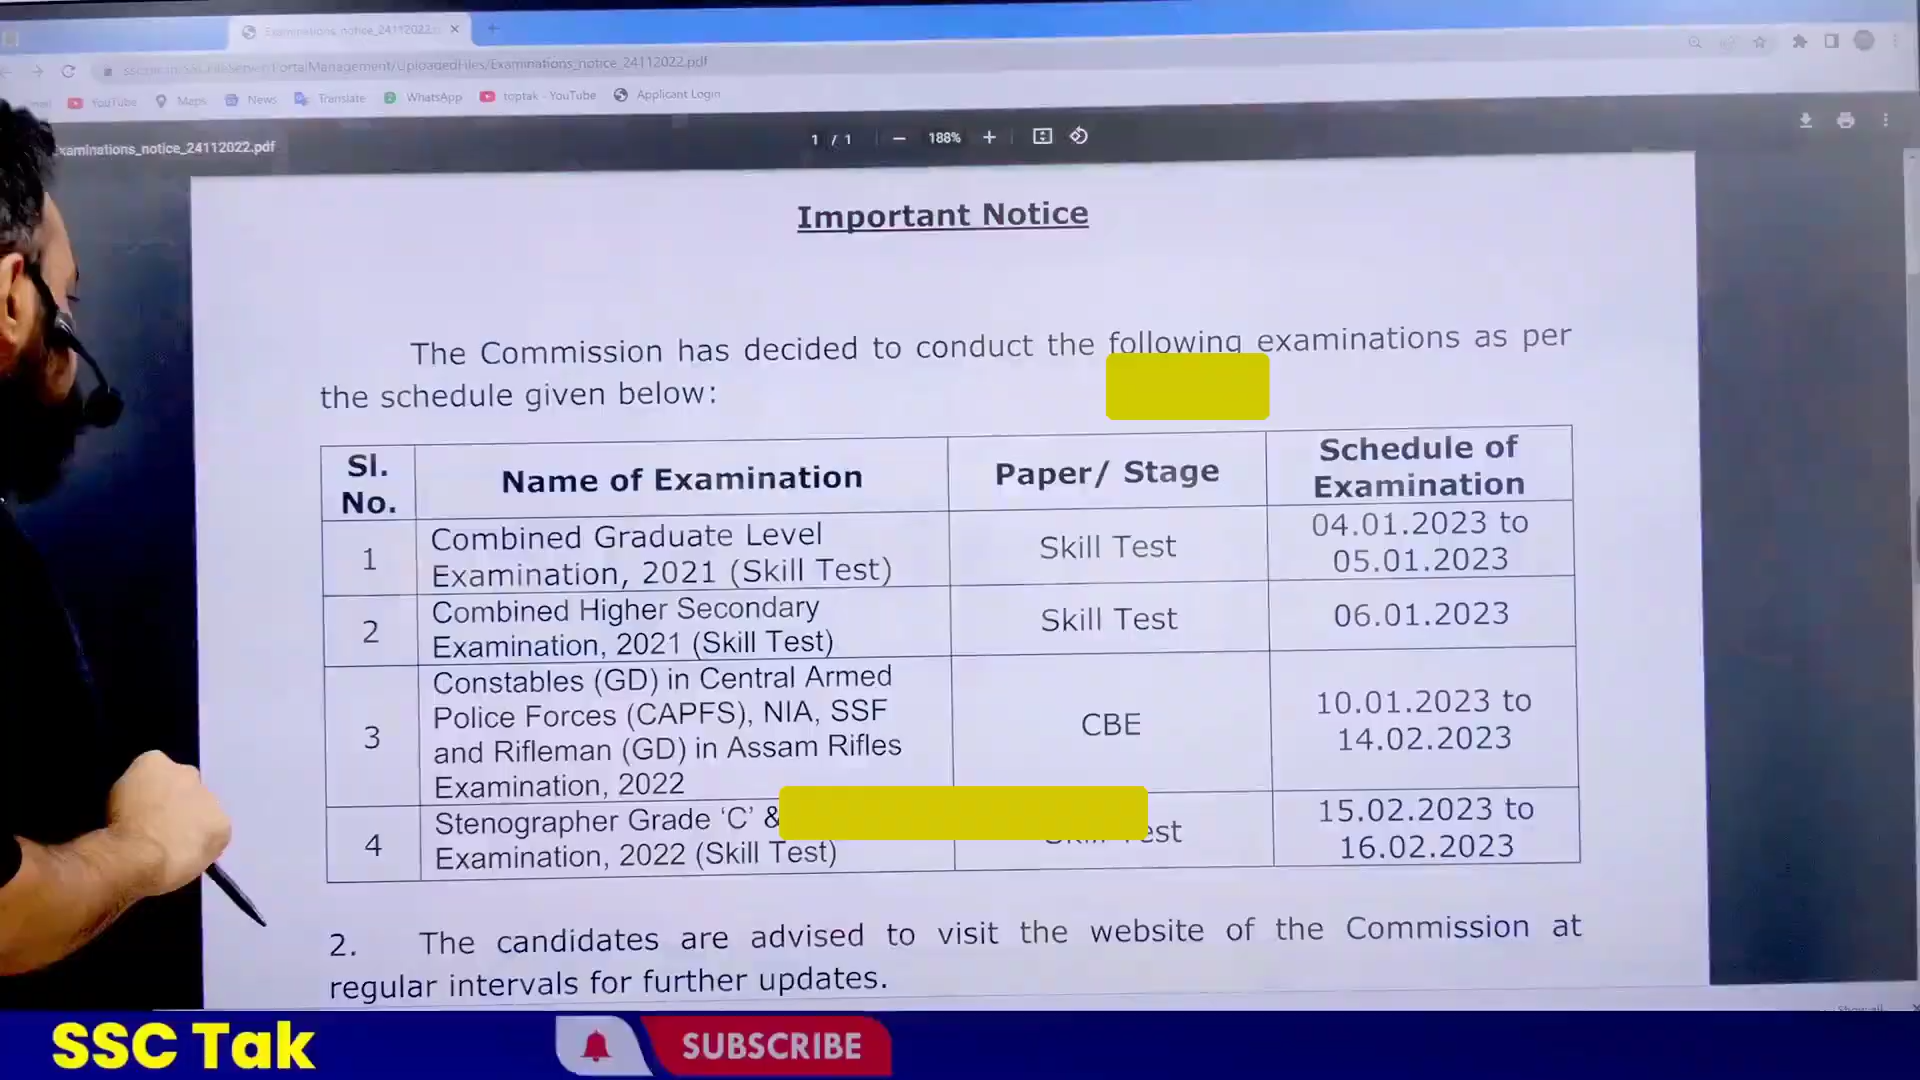 Examinations_notice_24112022.p
PortalManagement/UploadedFiles/Examinations_notice_24112022.pdf
YouTube Maps News Translate WhatsApp toptak - YouTube Applicant Login
xaminations_notice_24112022.pdf
1 / 1 188%
Important Notice
The Commission has decided to conduct the following examinations as per
the schedule given below:
Sl. No. Name of Examination Paper/ Stage Schedule of Examination
1 Combined Graduate Level Examination, 2021 (Skill Test) Skill Test 04.01.2023 to 05.01.2023
2 Combined Higher Secondary Examination, 2021 (Skill Test) Skill Test 06.01.2023
3 Constables (GD) in Central Armed Police Forces (CAPFS), NIA, SSF and Rifleman (GD) in Assam Rifles Examination, 2022 CBE 10.01.2023 to 14.02.2023
4 Stenographer Grade ‘C’ & Examination, 2022 (Skill Test) 15.02.2023 to 16.02.2023
2. The candidates are advised to visit the website of the Commission at
regular intervals for further updates.
SSC Tak
SUBSCRIBE